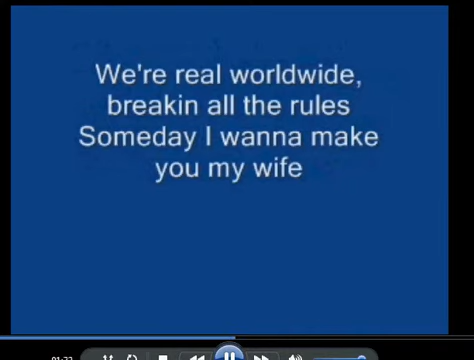 We're real worldwide,
breakin all the rules
Someday I wanna make
you my wife